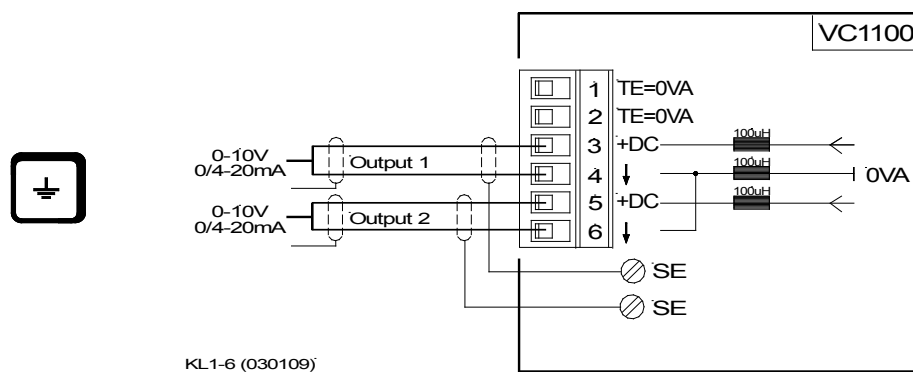 VC1100
1 TE=0VA
2 TE=0VA
3 +DC
100uH
0-10V
0/4-20mA
Output 1
4
100uH
0VA
5 +DC
100uH
0-10V
0/4-20mA
Output 2
6
SE
SE
KL1-6 (030109)